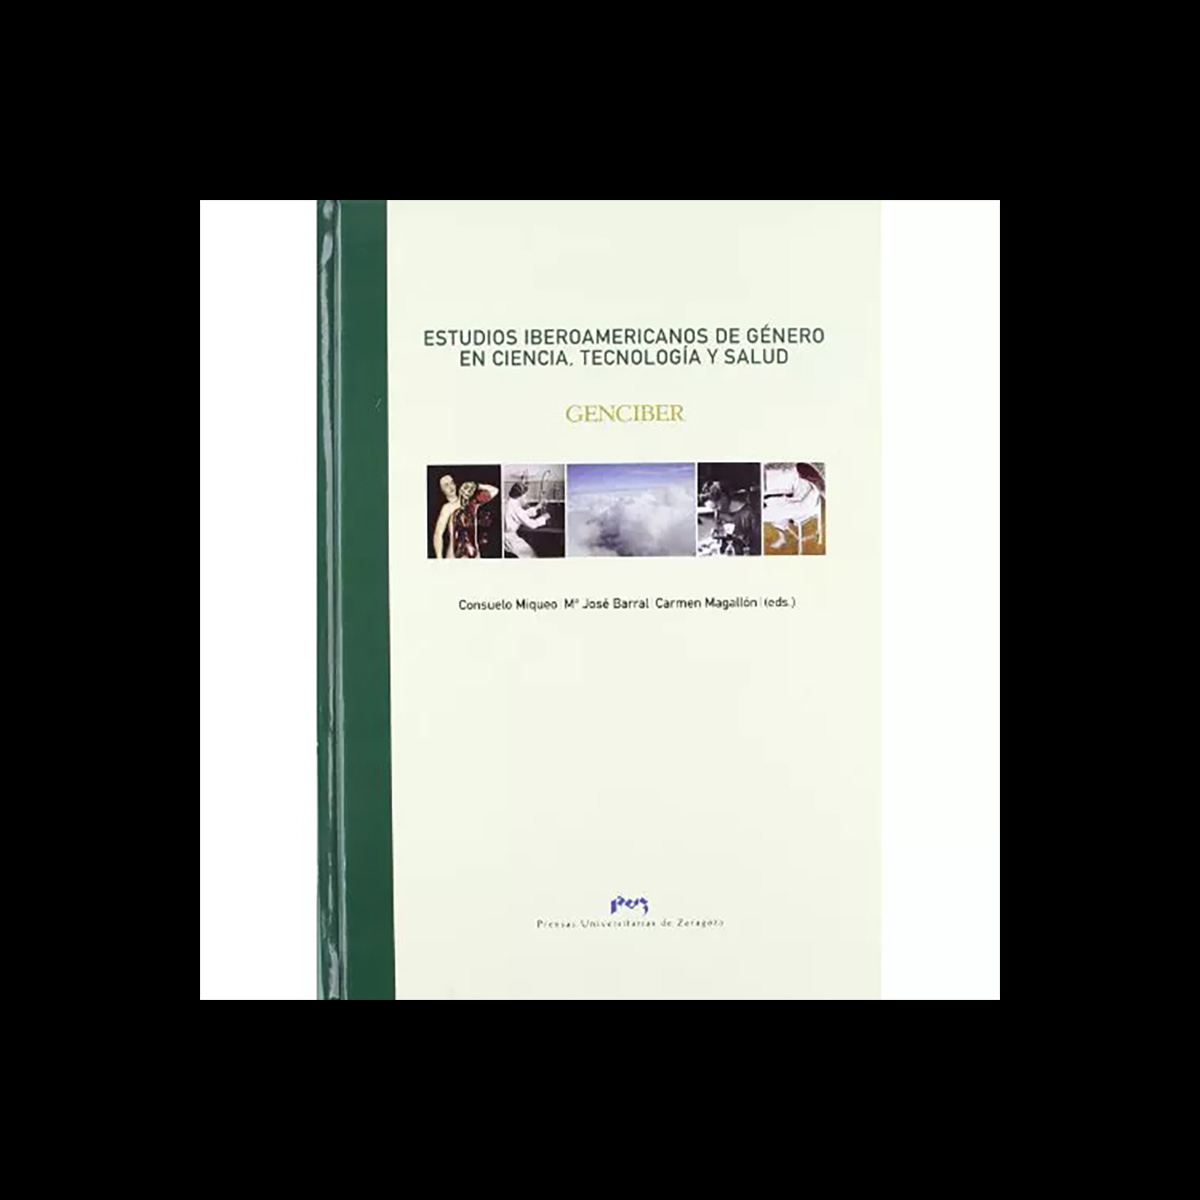 ESTUDIOS IBEROAMERICANOS DE GÉNERO
EN CIENCIA, TECNOLOGÍA Y SALUD
GENCIBER
Consuelo Miqueo | Mª José Barral | Carmen Magallón | (eds.)
puz
Prensas Universitarias de Zaragoza